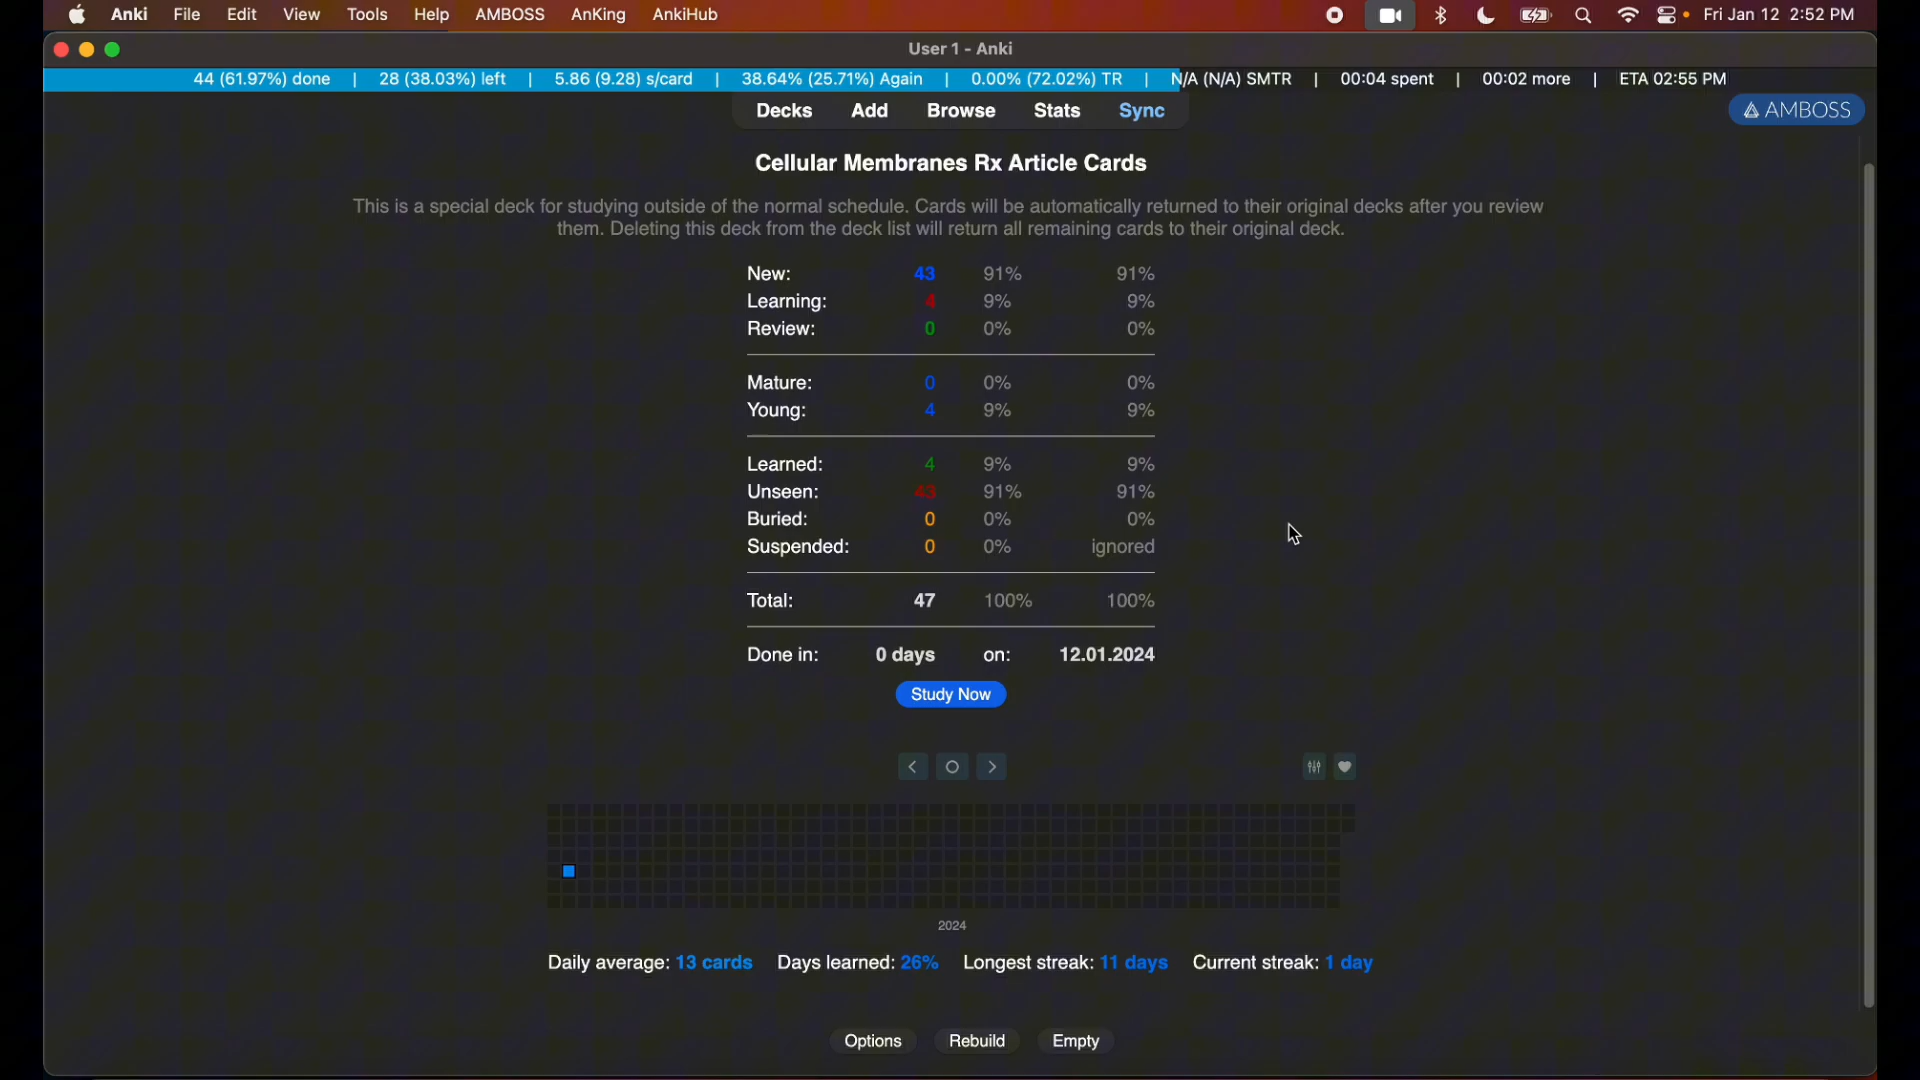 Anki File Edit View Tools Help AMBOSS AnKing AnkiHub Fri Jan 12 2:52 PM
User 1 - Anki
44 (61.97%) done | 28 (38.03%) left | 5.86 (9.28) s/card | 38.64% (25.71%) Again | 0.00% (72.02%) TR | N/A (N/A) SMTR | 00:04 spent | 00:02 more | ETA 02:55 PM
Decks Add Browse Stats Sync AMBOSS
Cellular Membranes Rx Article Cards
This is a special deck for studying outside of the normal schedule. Cards will be automatically returned to their original decks after you review
them. Deleting this deck from the deck list will return all remaining cards to their original deck.
New: 43 91% 91%
Learning: 4 9% 9%
Review: 0 0% 0%
Mature: 0 0% 0%
Young: 4 9% 9%
Learned: 4 9% 9%
Unseen: 43 91% 91%
Buried: 0 0% 0%
Suspended: 0 0% ignored
Total: 47 100% 100%
Done in: 0 days on: 12.01.2024
Study Now
2024
Daily average: 13 cards Days learned: 26% Longest streak: 11 days Current streak: 1 day
Options Rebuild Empty